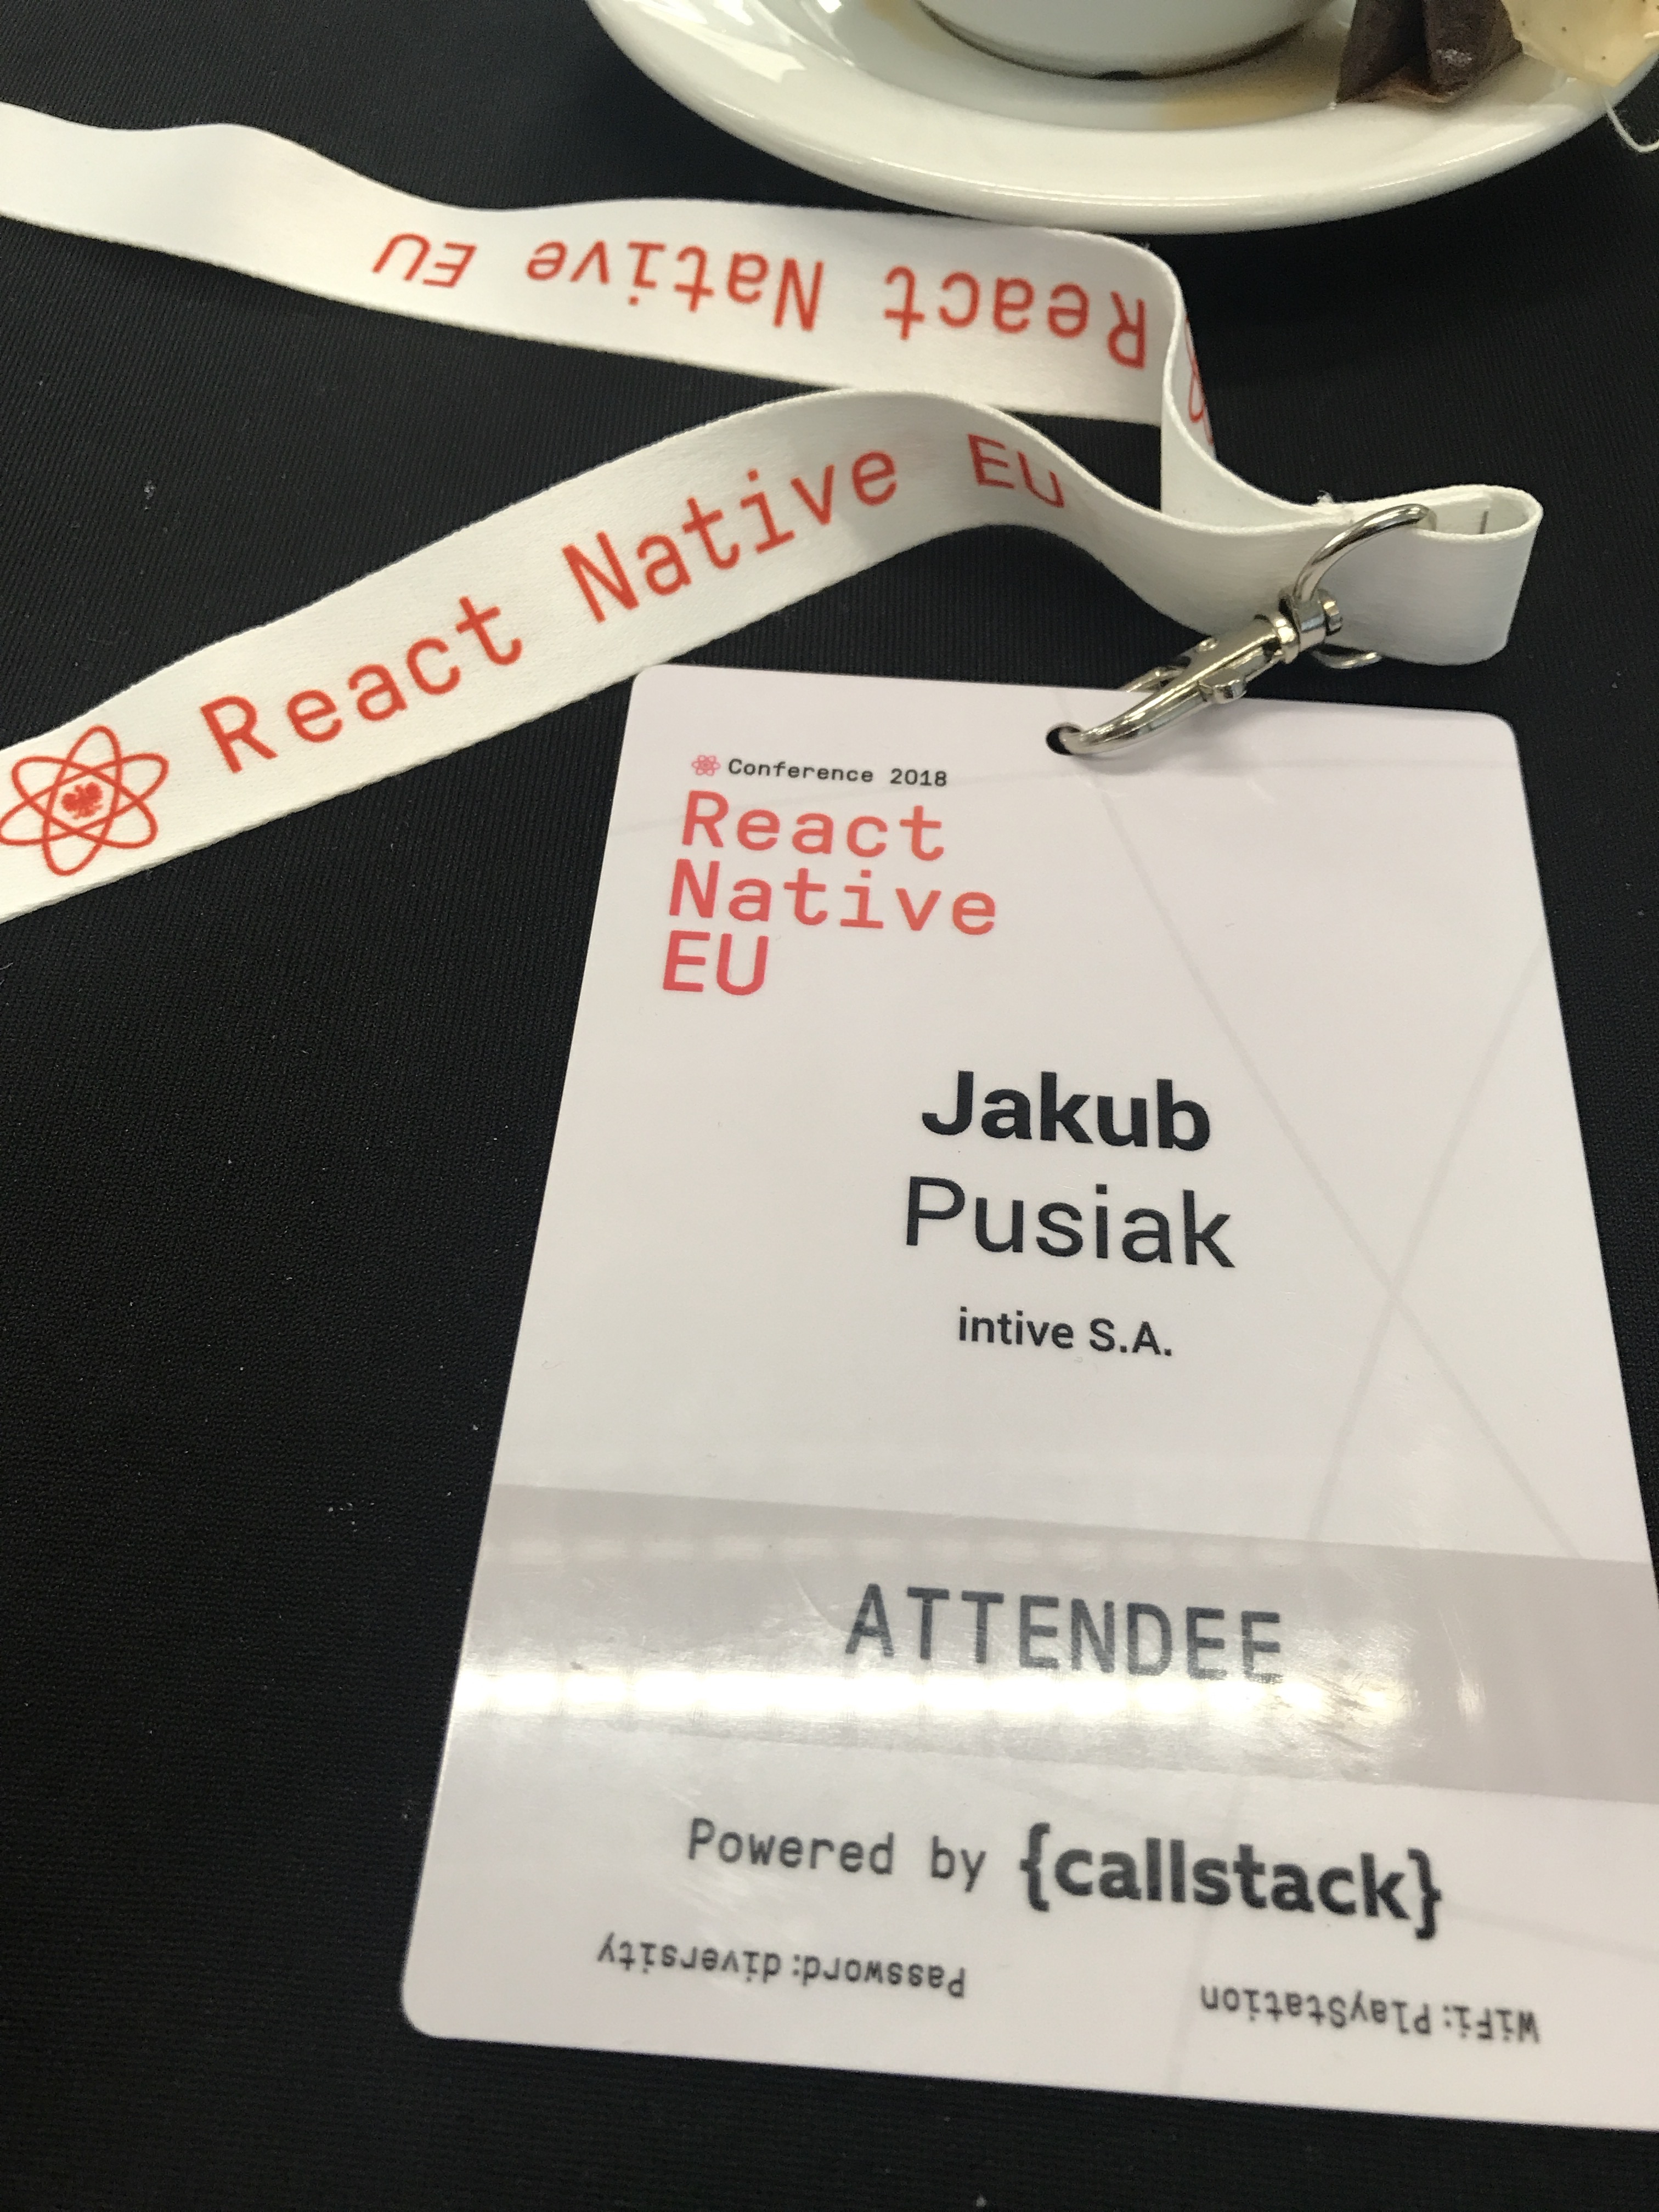 React Native EU
React Native EU
Conference 2018
React
Native
EU
Jakub
Pusiak
intive S.A.
ATTENDEE
Powered by {callstack}
WiFi: PlayStation
Password: diversity